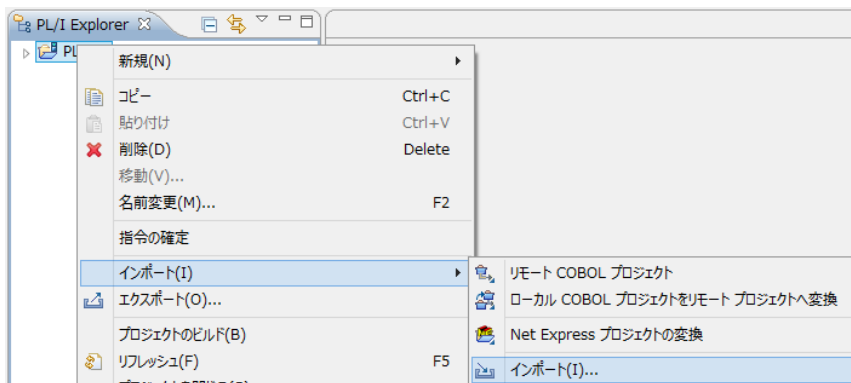 PL/I Explorer
PL
新規(N)
コピー Ctrl+C
貼り付け Ctrl+V
削除(D) Delete
移動(V)...
名前変更(M)... F2
指令の確定
インポート(I)
リモート COBOL プロジェクト
エクスポート(O)...
ローカル COBOL プロジェクトをリモート プロジェクトへ変換
プロジェクトのビルド(B)
Net Express プロジェクトの変換
リフレッシュ(F) F5
インポート(I)...